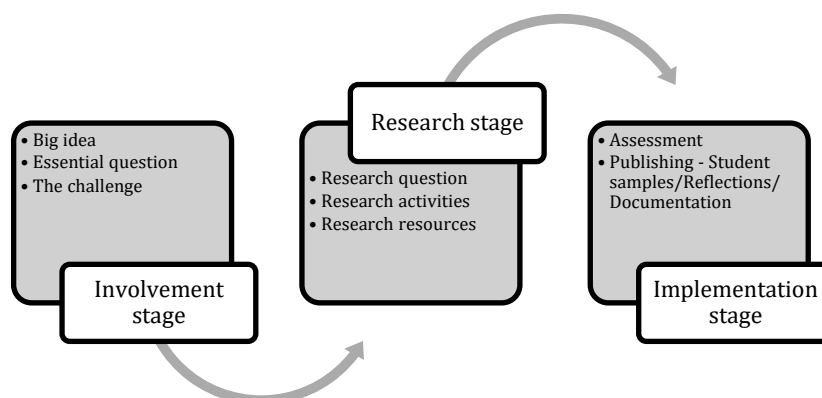 • Big idea
• Essential question
• The challenge
Involvement
stage
Research stage
• Research question
• Research activities
• Research resources
• Assessment
• Publishing - Student
samples/Reflections/
Documentation
Implementation
stage